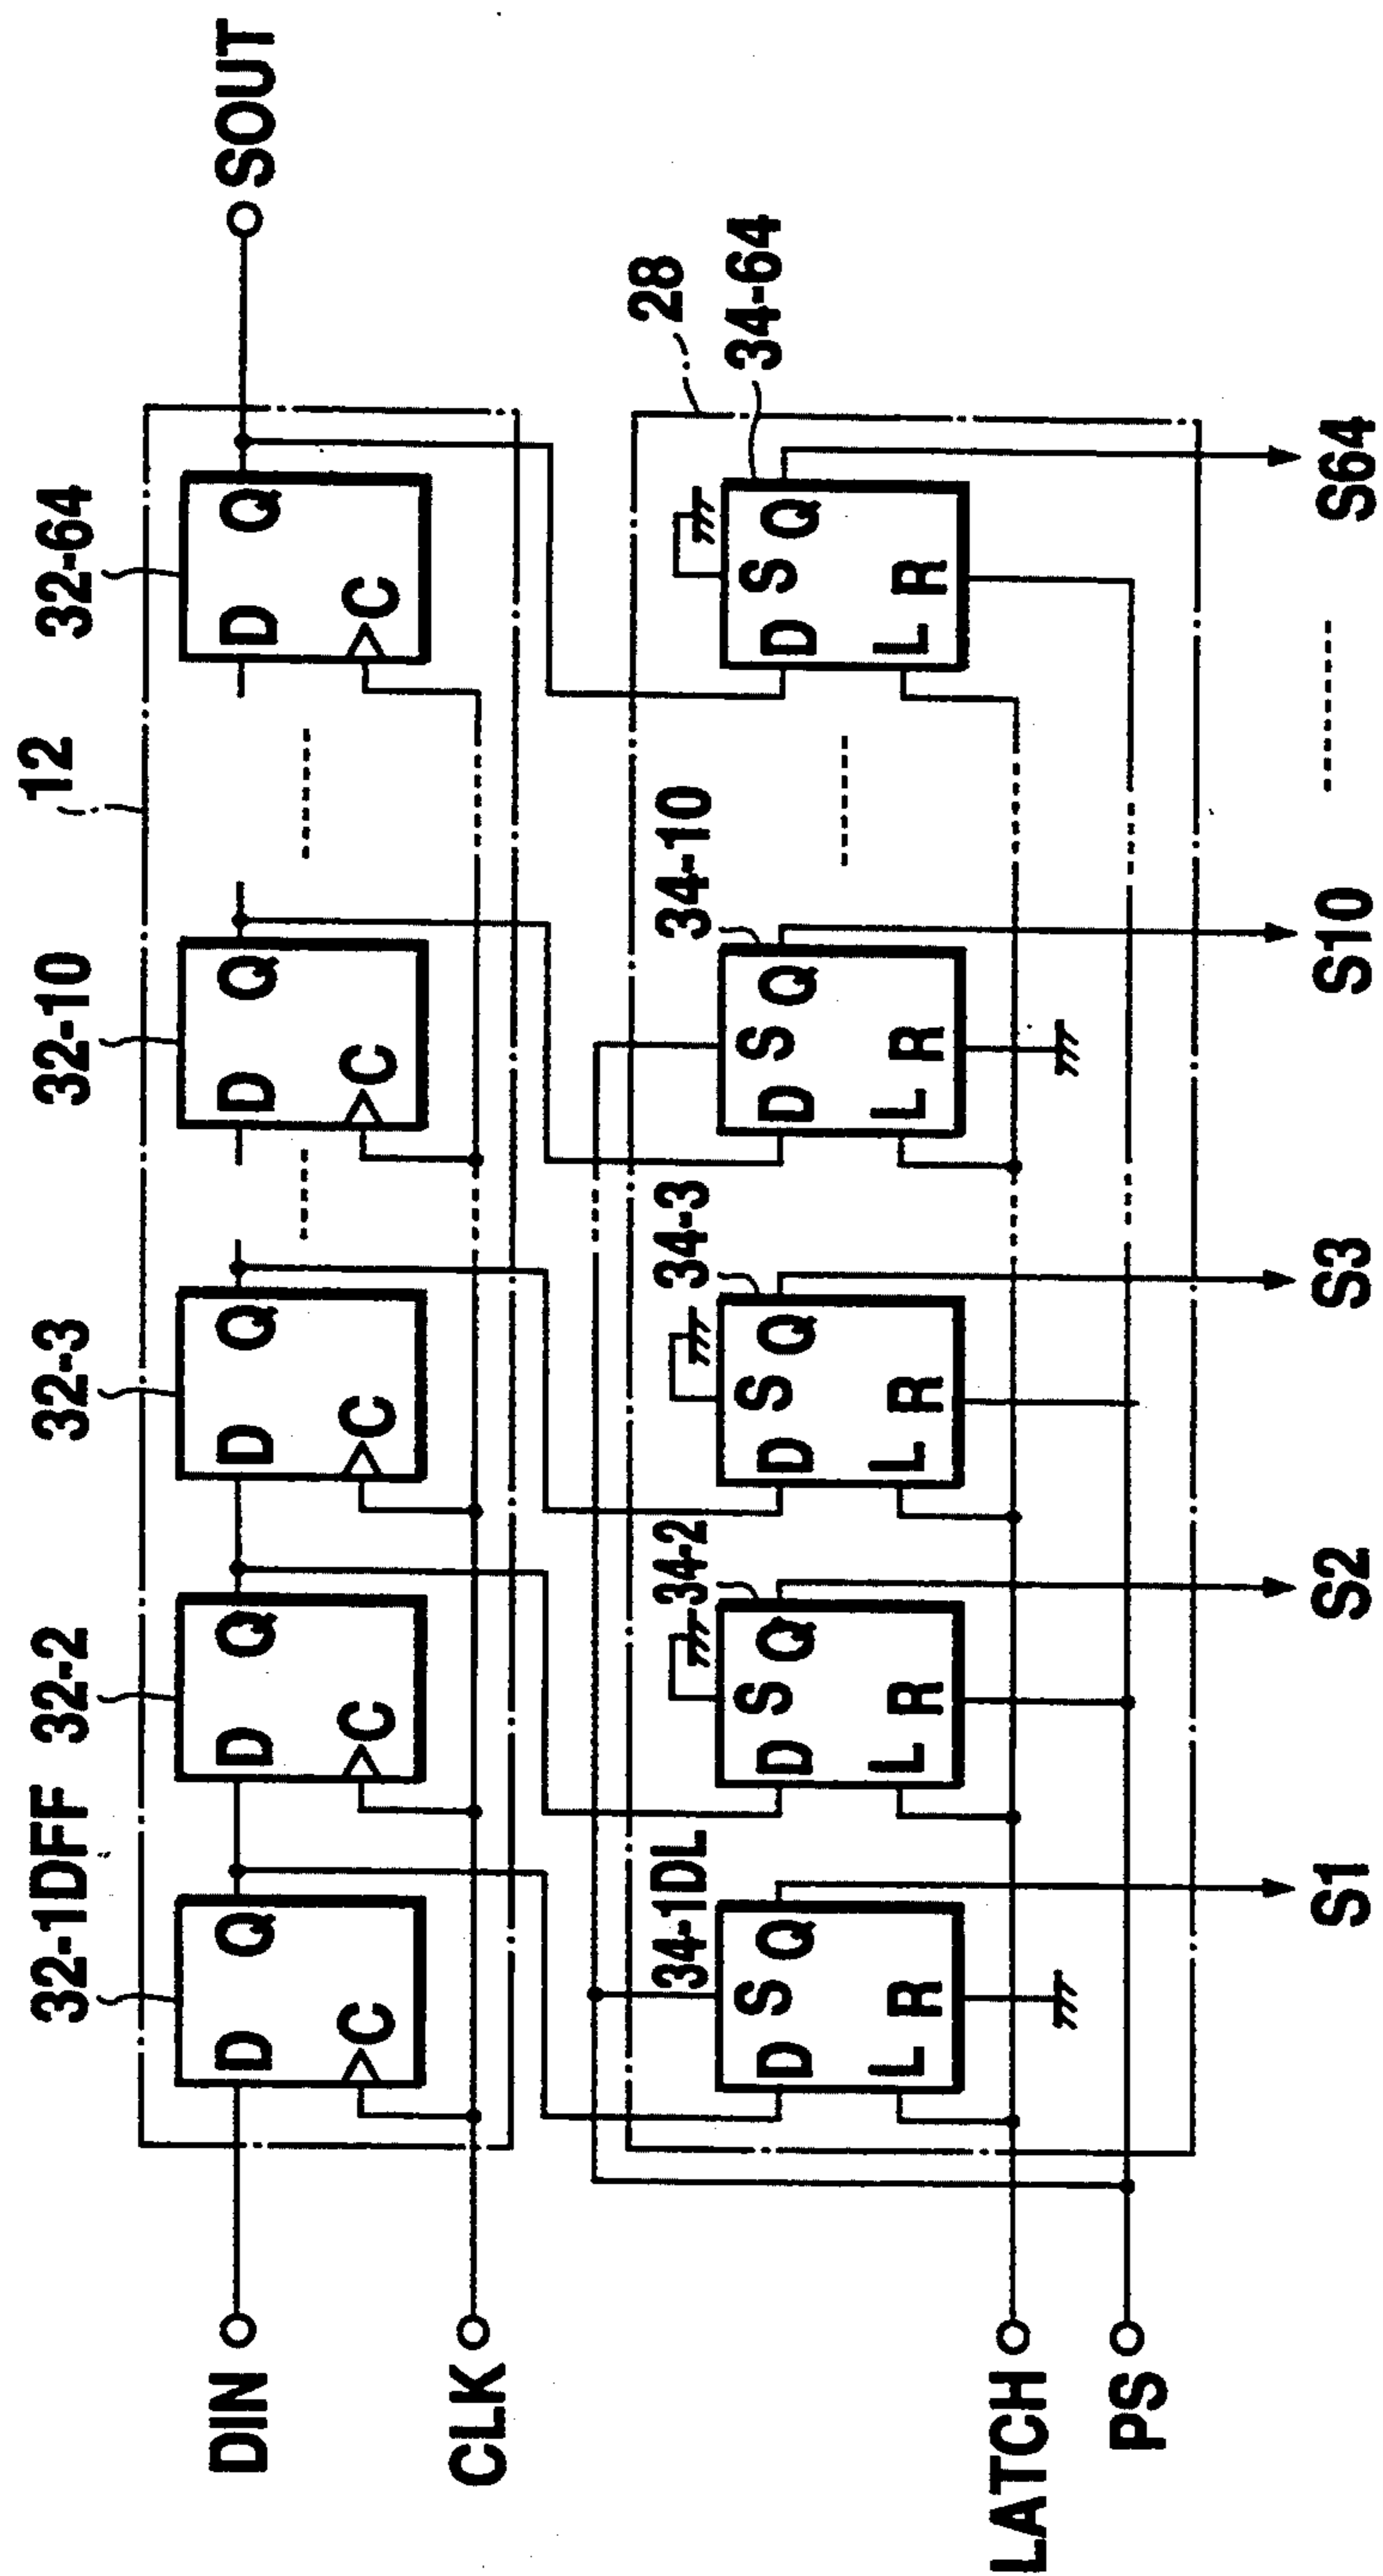 12
32-1DFF 32-2 32-3 32-10 32-64
D Q D Q D Q D Q D Q
C C C C C
DIN
SOUT
CLK
28
34-1DL 34-2 34-3 34-10 34-64
S S S S S
D Q D Q D Q D Q D Q
L R L R L R L R L R
LATCH
PS
S1 S2 S3 S10 S64